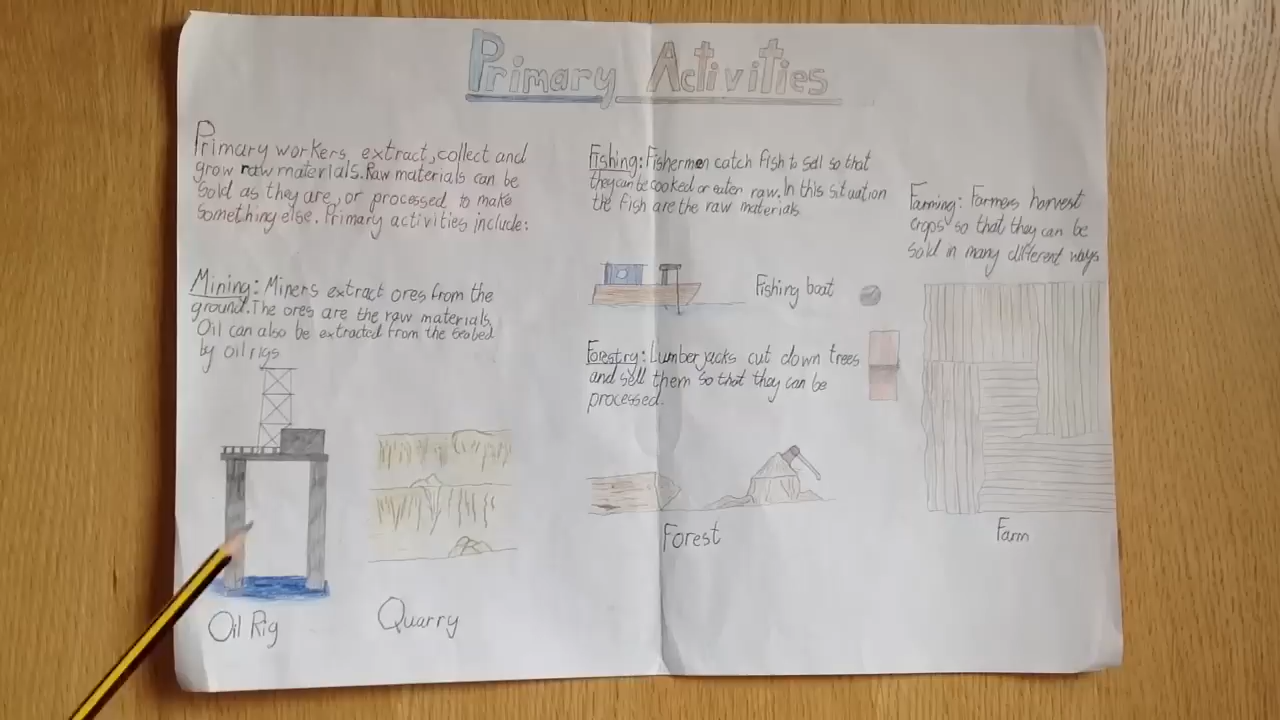 Primary Activities
Primary workers extract, collect and
grow raw materials. Raw materials can be
sold as they are, or processed to make
something else. Primary activities include:
Mining: Miners extract ores from the
ground. The ores are the raw materials.
Oil can also be extracted from the seabed
by oil rigs
Oil Rig
Quarry
Fishing: Fishermen catch fish to sell so that
they can be cooked or eaten raw. In this situation
the fish are the raw materials
Fishing boat
Forestry: Lumberjacks cut down trees
and sell them so that they can be
processed.
Forest
Farming: Farmers harvest
crops so that they can be
sold in many different ways
Farm